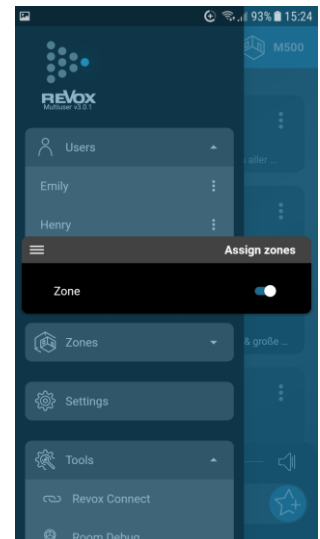 93% 15:24
M500
REVOX
Multiuser v3.0.1
Users
s aller ...
Emily
Henry
Assign zones
Zone
Zones
& große ...
Settings
Tools
Revox Connect
Room Debug